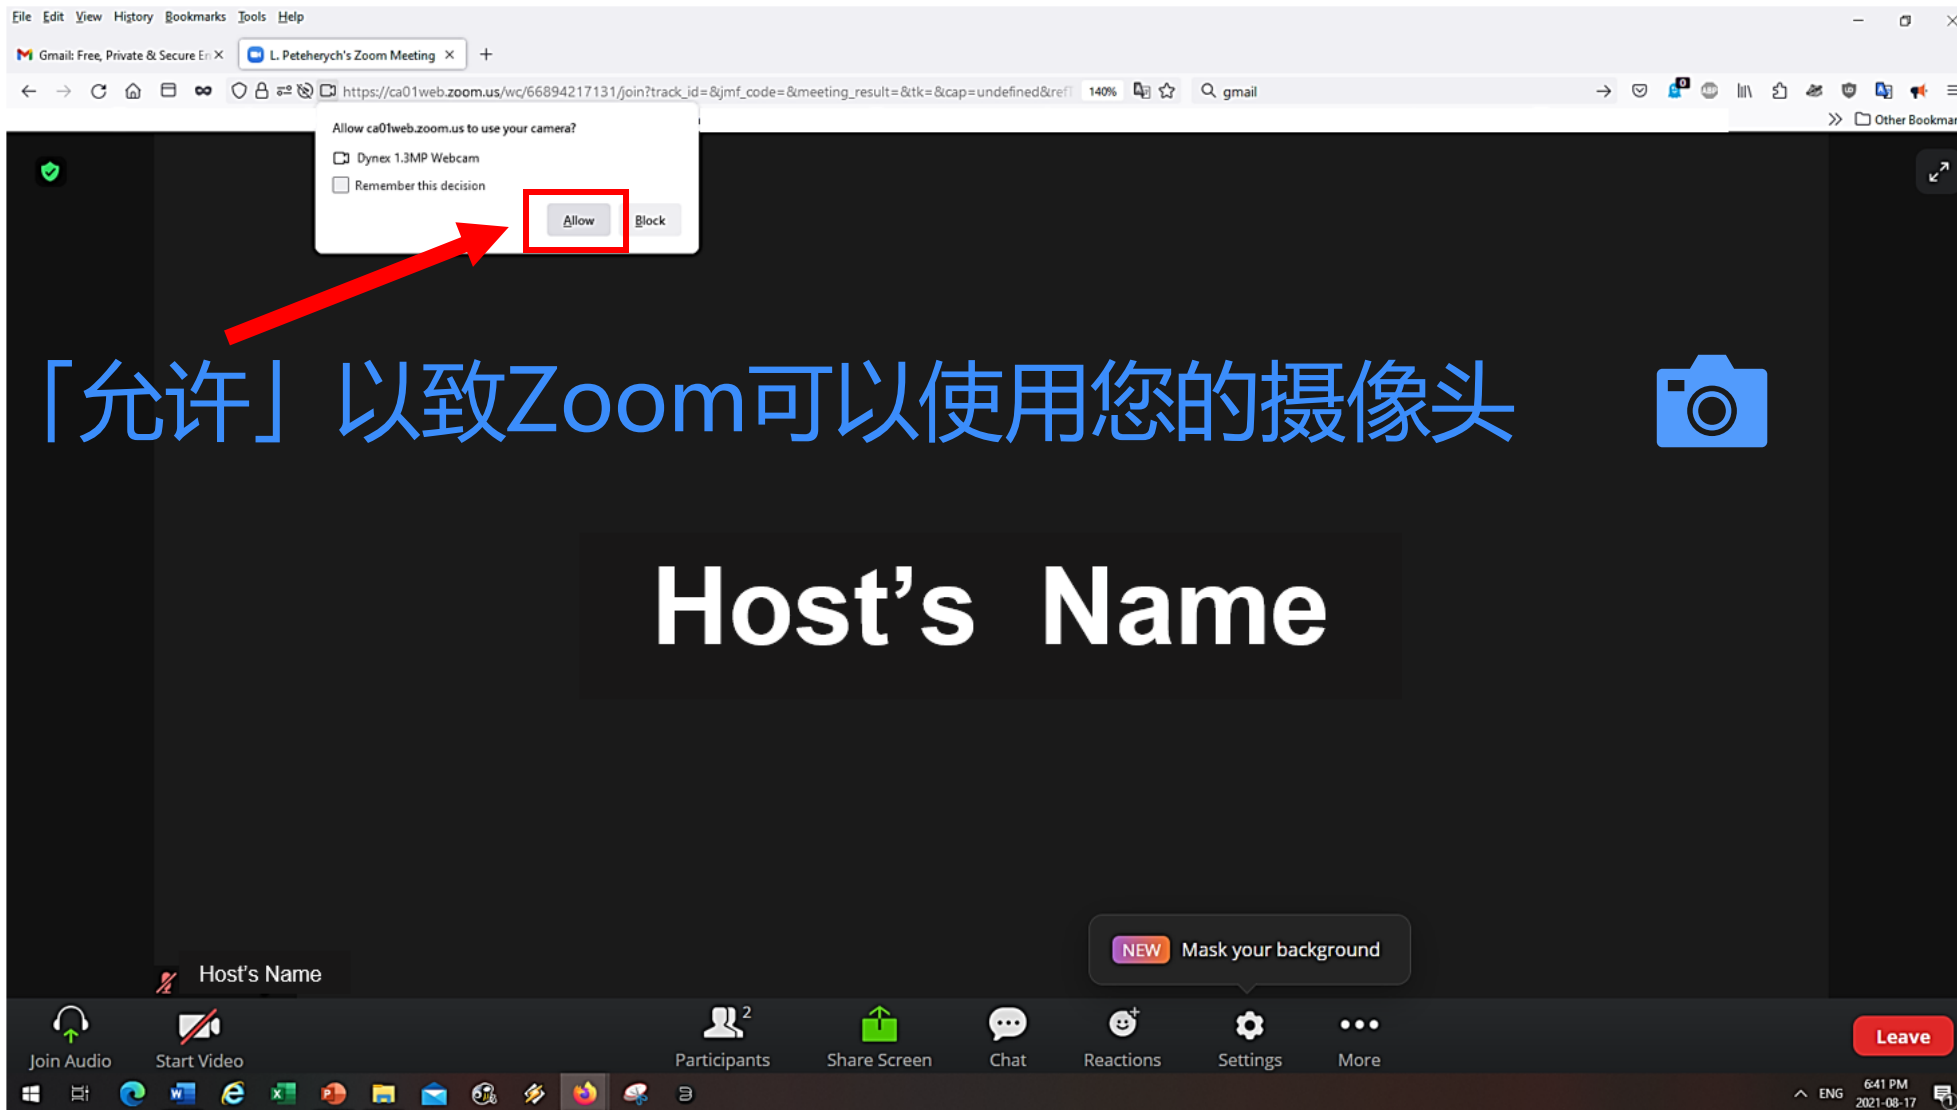 File Edit View History Bookmarks Tools Help
Gmail: Free, Private & Secure En
L. Peteherych's Zoom Meeting
https://ca01web.zoom.us/wc/66894217131/join?track_id=&jmf_code=&meeting_result=&tk=&cap=undefined&ref
140%
gmail
0
Other Bookmar
Allow ca01web.zoom.us to use your camera?
Dynex 1.3MP Webcam
Remember this decision
Allow Block
「允许」以致Zoom可以使用您的摄像头
Host’s Name
NEW Mask your background
Host's Name
2
Join Audio Start Video Participants Share Screen Chat Reactions Settings More Leave
ENG 6:41 PM
2021-08-17